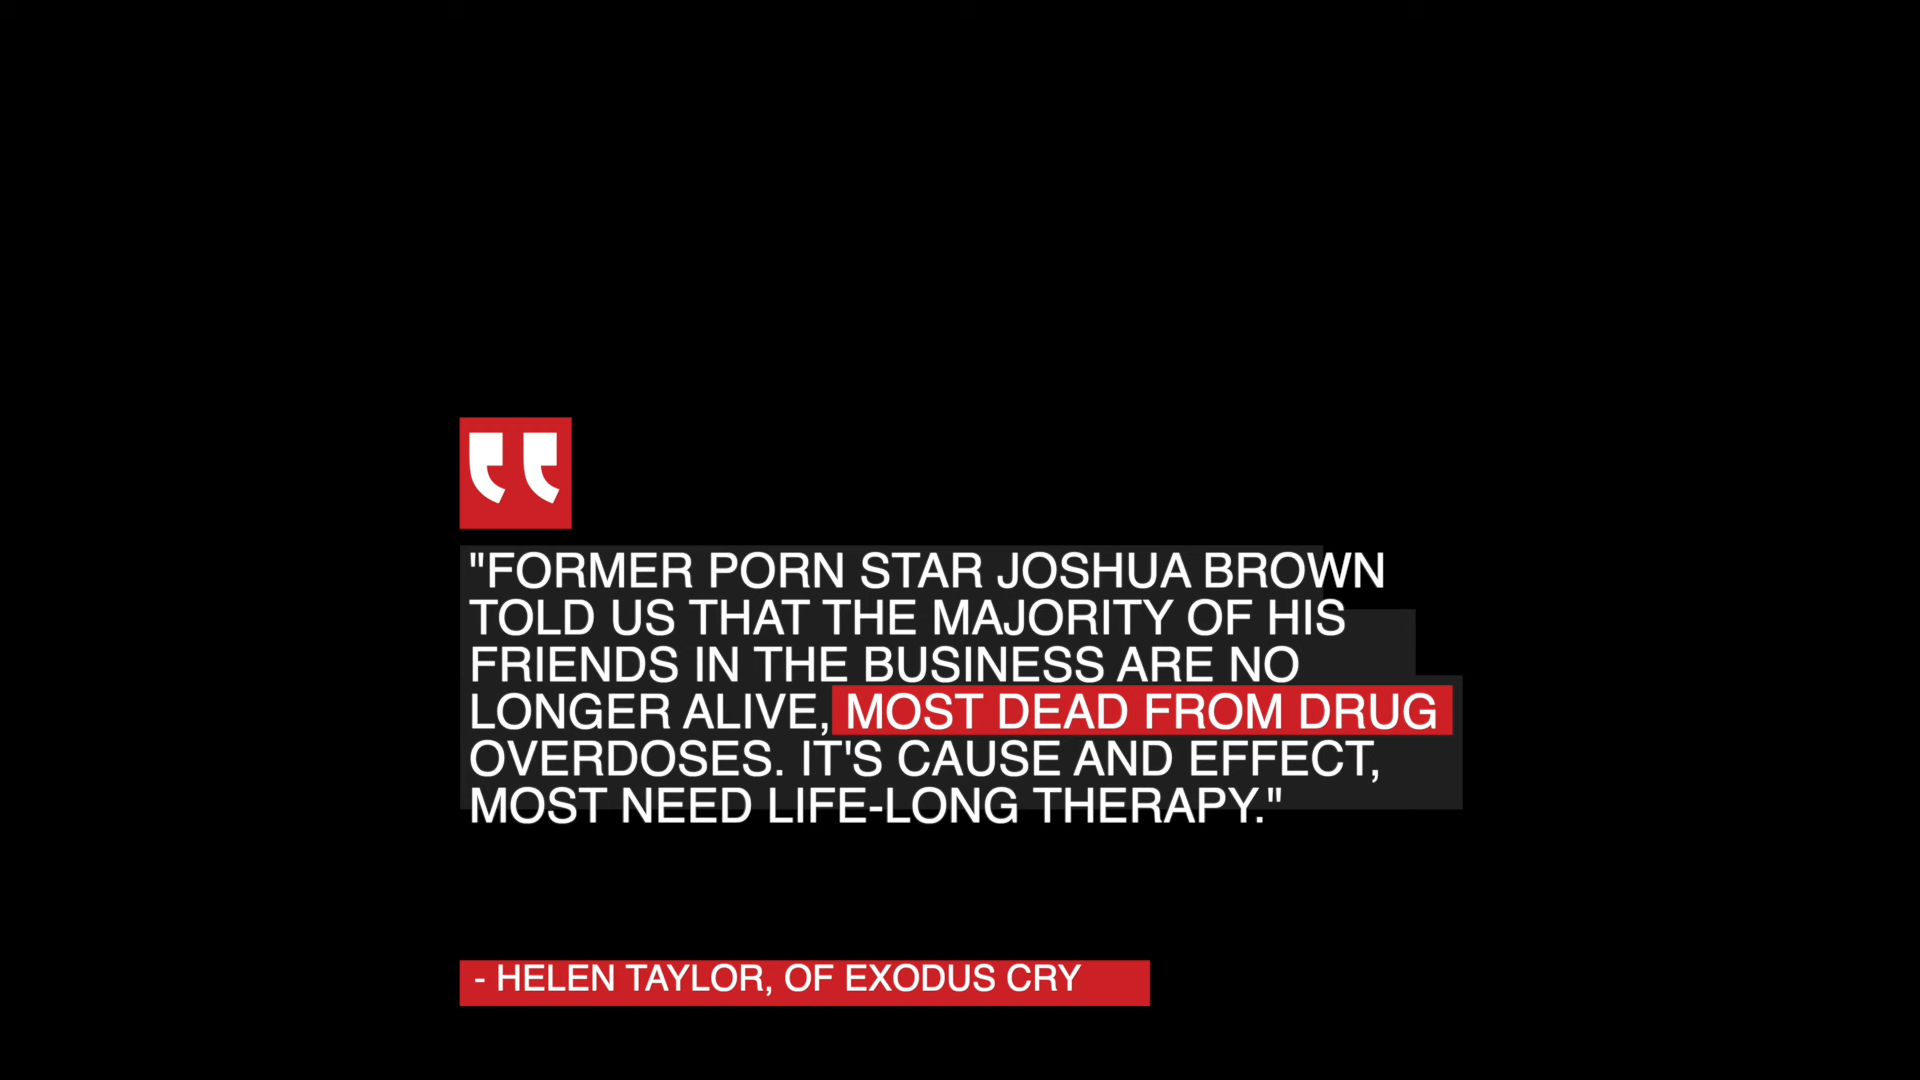 "FORMER PORN STAR JOSHUA BROWN
TOLD US THAT THE MAJORITY OF HIS
FRIENDS IN THE BUSINESS ARE NO
LONGER ALIVE, MOST DEAD FROM DRUG
OVERDOSES. IT'S CAUSE AND EFFECT,
MOST NEED LIFE-LONG THERAPY."
- HELEN TAYLOR, OF EXODUS CRY